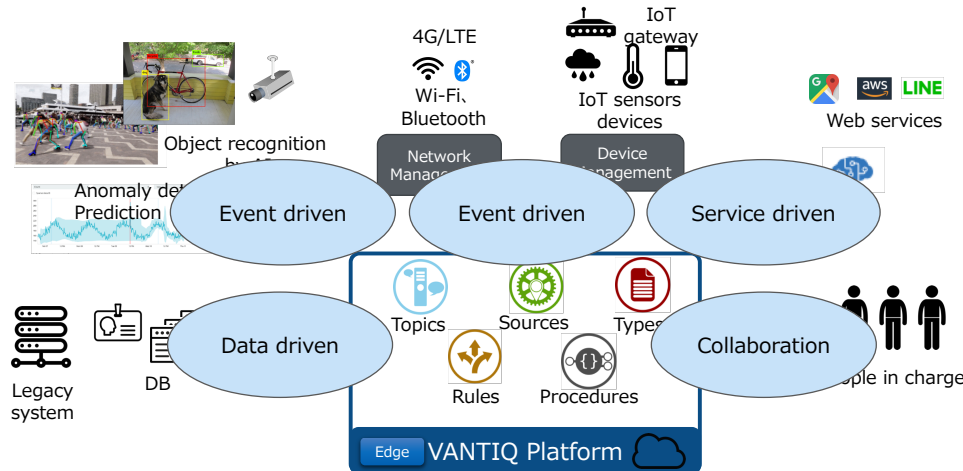 4G/LTE
Wi-Fi、
Bluetooth
IoT
gateway
IoT sensors
devices
aws
LINE
Web services
Object recognition
Network
Device
Anomaly
Prediction
Event driven
Event driven
Service driven
Topics
Sources
Types
Data driven
Collaboration
Legacy
system
DB
Rules
Procedures
in charge
Edge
VANTIQ Platform